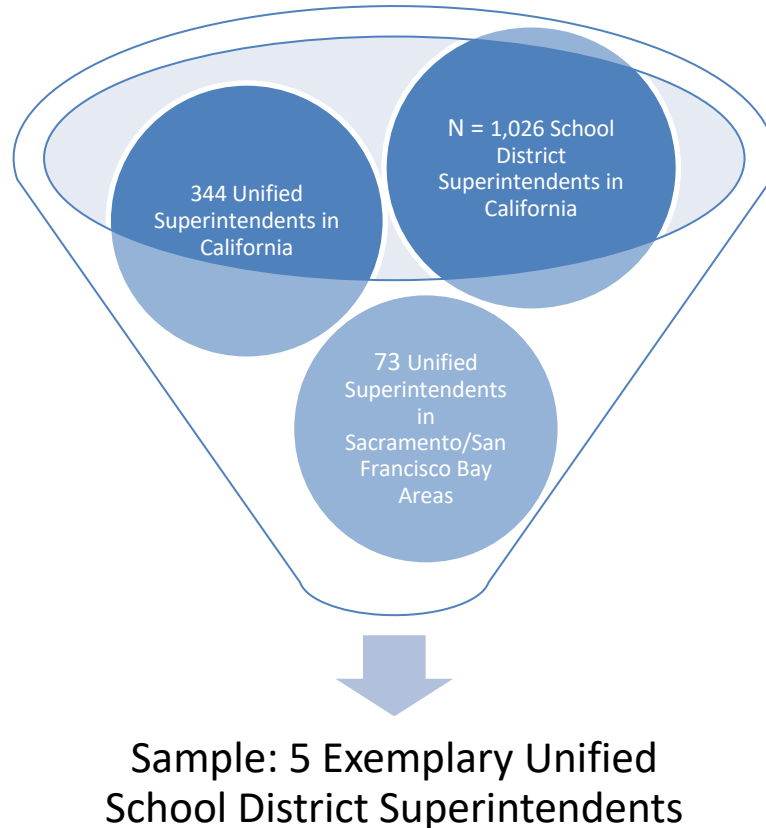 N = 1,026 School
District
Superintendents in
California
344 Unified
Superintendents in
California
73 Unified
Superintendents
in
Sacramento/San
Francisco Bay
Areas
Sample: 5 Exemplary Unified
School District Superintendents